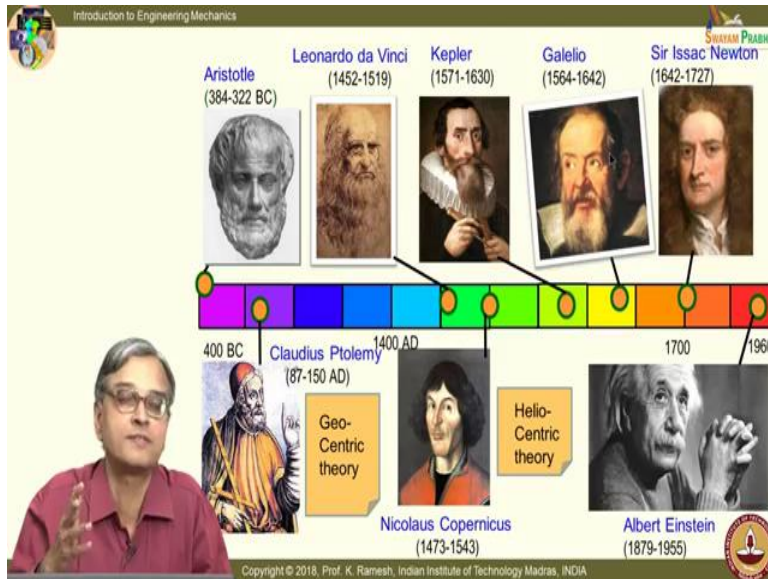 Introduction to Engineering Mechanics
SWAYAM PRABH
Leonardo da Vinci
(1452-1519)
Kepler
(1571-1630)
Galelio
(1564-1642)
Sir Issac Newton
(1642-1727)
Aristotle
(384-322 BC)
400 BC
1400 AD
1700
1960
Claudius Ptolemy
(87-150 AD)
Geo-
Centric
theory
Helio-
Centric
theory
Nicolaus Copernicus
(1473-1543)
Albert Einstein
(1879-1955)
Copyright © 2018, Prof. K. Ramesh, Indian Institute of Technology Madras, INDIA